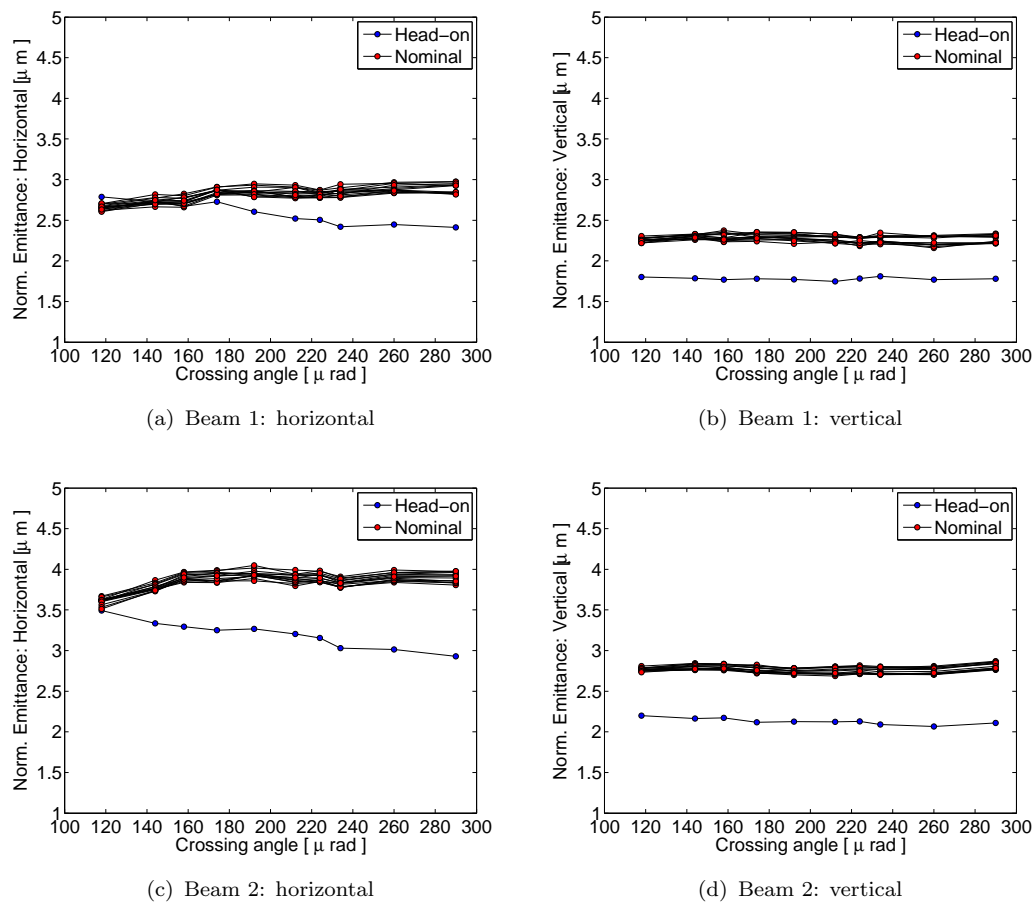 5
4.5
4
3.5
3
2.5
2
1.5
1
Norm. Emittance: Horizontal [μ m ]
Head−on
Nominal
100 120 140 160 180 200 220 240 260 280 300
Crossing angle [ μ rad ]
(a) Beam 1: horizontal
5
4.5
4
3.5
3
2.5
2
1.5
1
Norm. Emittance: Vertical [ μ m ]
Head−on
Nominal
100 120 140 160 180 200 220 240 260 280 300
Crossing angle [ μ rad ]
(b) Beam 1: vertical
5
4.5
4
3.5
3
2.5
2
1.5
1
Norm. Emittance: Horizontal [μ m ]
Head−on
Nominal
100 120 140 160 180 200 220 240 260 280 300
Crossing angle [ μ rad ]
(c) Beam 2: horizontal
5
4.5
4
3.5
3
2.5
2
1.5
1
Norm. Emittance: Vertical [ μ m ]
Head−on
Nominal
100 120 140 160 180 200 220 240 260 280 300
Crossing angle [ μ rad ]
(d) Beam 2: vertical